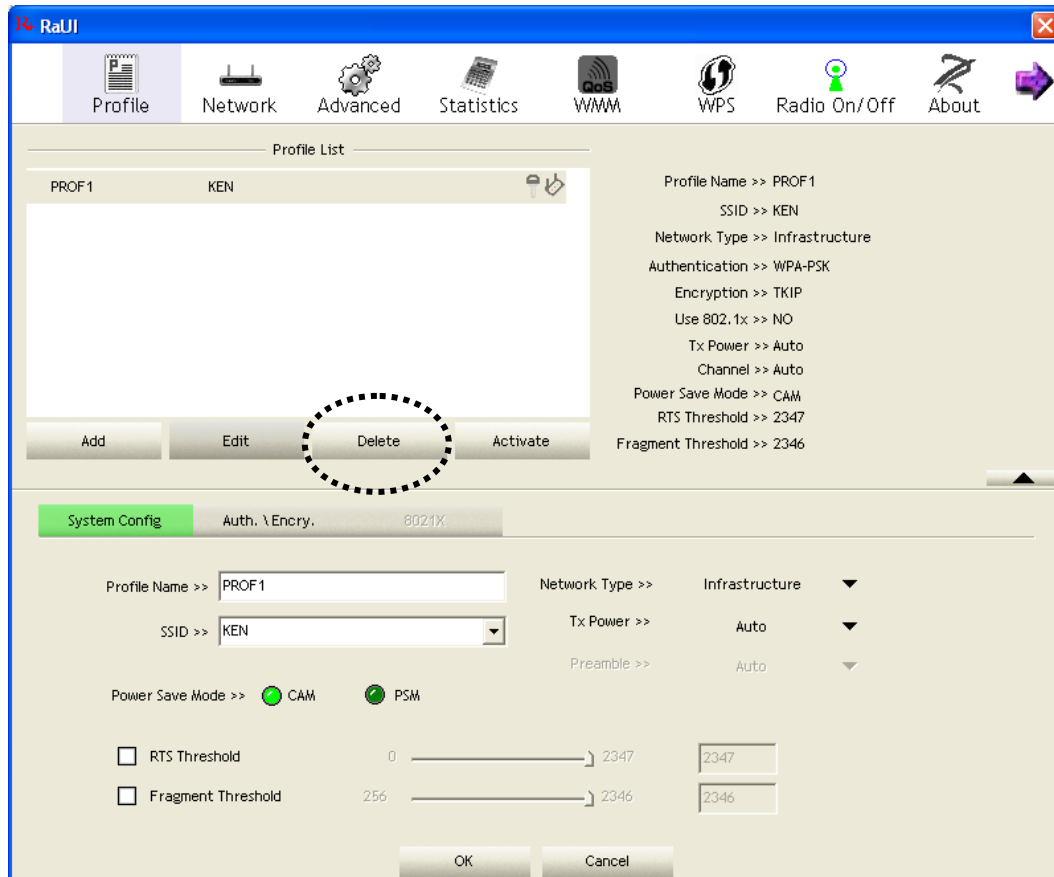 RaUI
Profile Network Advanced Statistics QoS WMM WPS Radio On/Off About
Profile List
PROF1 KEN
Profile Name >> PROF1
SSID >> KEN
Network Type >> Infrastructure
Authentication >> WPA-PSK
Encryption >> TKIP
Use 802.1x >> NO
Tx Power >> Auto
Channel >> Auto
Power Save Mode >> CAM
RTS Threshold >> 2347
Fragment Threshold >> 2346
Add Edit Delete Activate
System Config Auth. \ Encry. 8021X
Profile Name >> PROF1 Network Type >> Infrastructure
SSID >> KEN Tx Power >> Auto
Preamble >> Auto
Power Save Mode >> CAM PSM
RTS Threshold 0 2347 2347
Fragment Threshold 256 2346 2346
OK Cancel